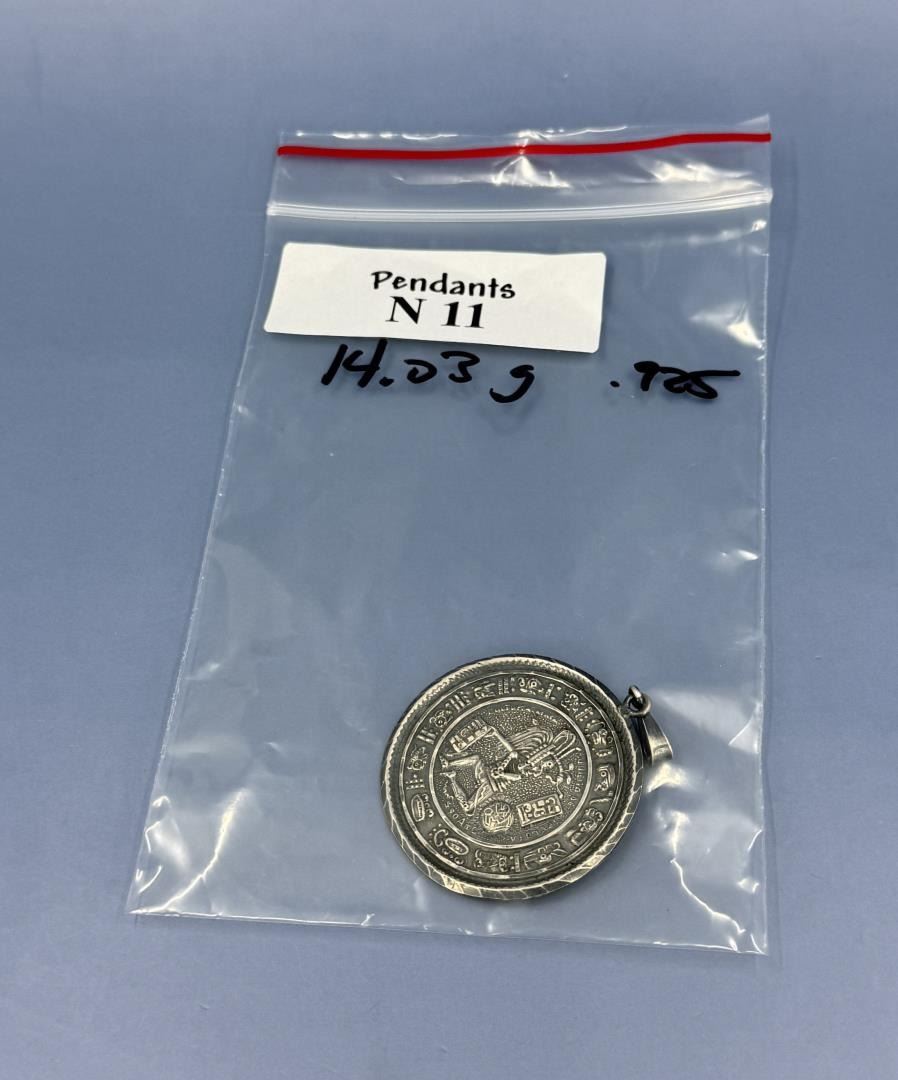 Pendants
N 11
14.03 g .925